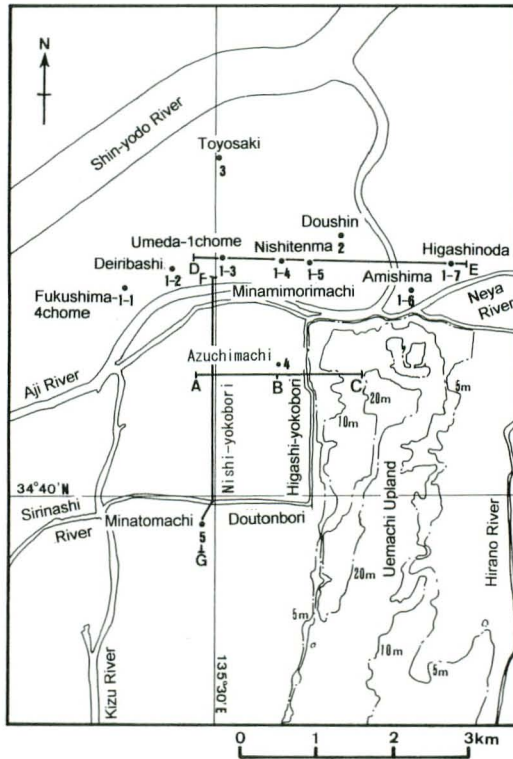 N
Shin-yodo River
Toyosaki
3
Doushin
2
Umeda-1chome
Nishitenma
Higashinoda
D
E
Deiribashi
1-3
1-4
1-5
1-7
F
Amishima
1-2
1-6
Minamimorimachi
Neya
River
Fukushima-
1-1
4chome
Azuchimachi
4
Aji River
A
B
C
5m
20m
10m
Nishi-yokobori
Higashi-yokobori
34°40'N
Sirinashi
River
Minatomachi
Doutonbori
5
G
Uemachi Upland
Hirano River
20m
5m
10m
5m
Kizu River
135°30'E
0 1 2 3km